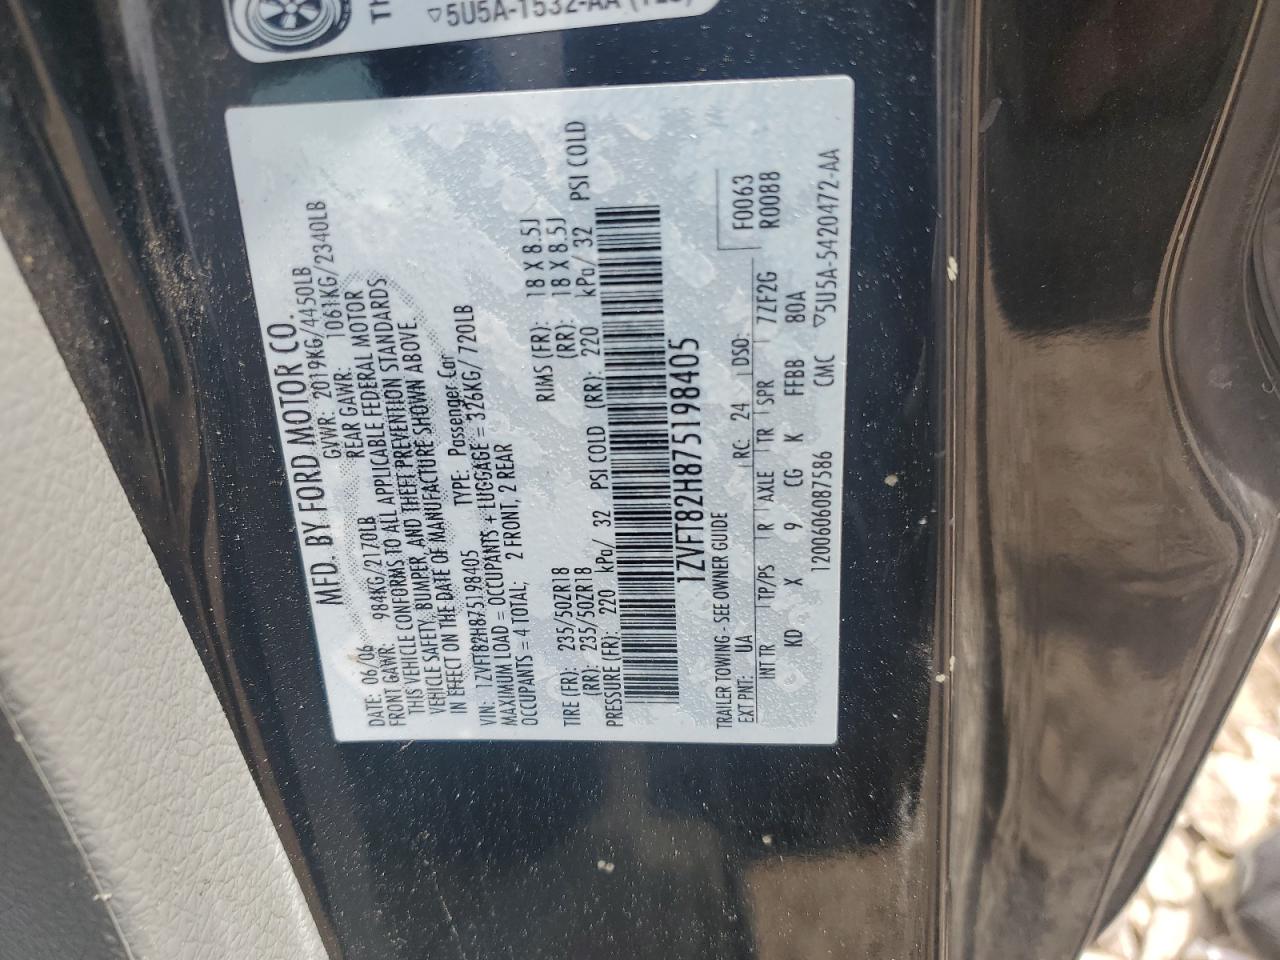 ▽5U5A-1532-AA
MFD. BY FORD MOTOR CO.
DATE: 06/06 GVWR: 2019KG/4450LB
FRONT GAWR: 984KG/2170LB REAR GAWR: 1061KG/2340LB
THIS VEHICLE CONFORMS TO ALL APPLICABLE FEDERAL MOTOR
VEHICLE SAFETY, BUMPER, AND THEFT PREVENTION STANDARDS
IN EFFECT ON THE DATE OF MANUFACTURE SHOWN ABOVE.
VIN: 1ZVFT82H875198405 TYPE: Passenger Car
MAXIMUM LOAD = OCCUPANTS + LUGGAGE = 326KG/720LB
OCCUPANTS = 4 TOTAL; 2 FRONT, 2 REAR
TIRE (FR): 235/50ZR18 RIMS (FR): 18 X 8.5J
(RR): 235/50ZR18 (RR): 18 X 8.5J
PRESSURE (FR): 220 kPa/ 32 PSI COLD (RR): 220 kPa/ 32 PSI COLD
1ZVFT82H875198405
TRAILER TOWING - SEE OWNER GUIDE
F0063
R0088
EXT PNT: UA RC: 24 DSO:
INT TR TP/PS R AXLE TR SPR 77F2G
KD X 9 CG K FFBB 80A
1200606087586 CMC ▽5U5A-5420472-AA